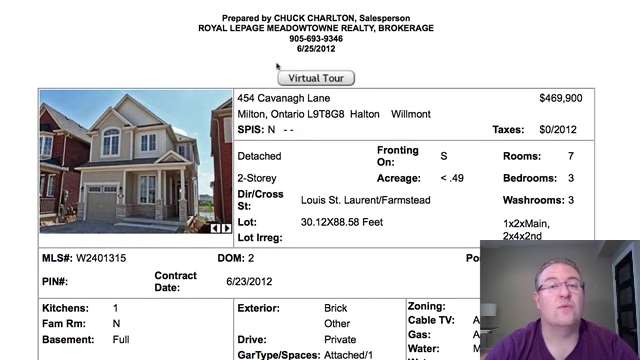 Prepared by CHUCK CHARLTON, Salesperson
ROYAL LEPAGE MEADOWTOWNE REALTY, BROKERAGE
905-693-9346
6/25/2012
Virtual Tour
454 Cavanagh Lane $469,900
Milton, Ontario L9T8G8 Halton Willmont
SPIS: N - - Taxes: $0/2012
Detached Fronting On: S Rooms: 7
2-Storey Acreage: < .49 Bedrooms: 3
Dir/Cross St: Louis St. Laurent/Farmstead Washrooms: 3
Lot: 30.12X88.58 Feet 1x2xMain,
Lot Irreg: 2x4x2nd
MLS#: W2401315 DOM: 2
PIN#: Contract Date: 6/23/2012
Kitchens: 1 Exterior: Brick Zoning:
Fam Rm: N Other Cable TV:
Basement: Full Drive: Private Gas:
GarType/Spaces: Attached/1 Water: